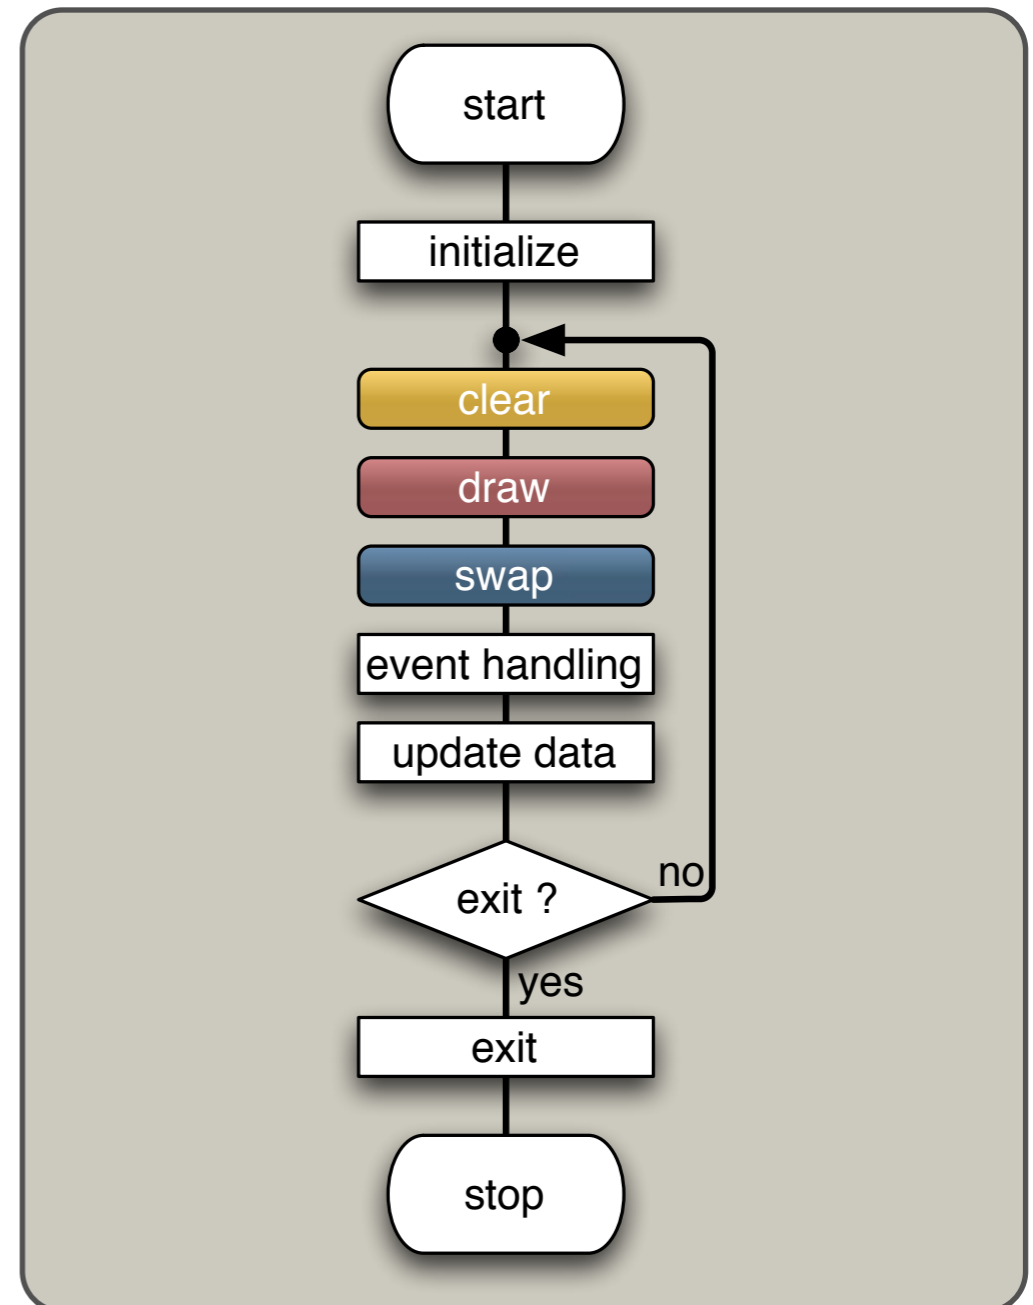 start
initialize
clear
draw
swap
event handling
update data
exit ?
no
yes
exit
stop